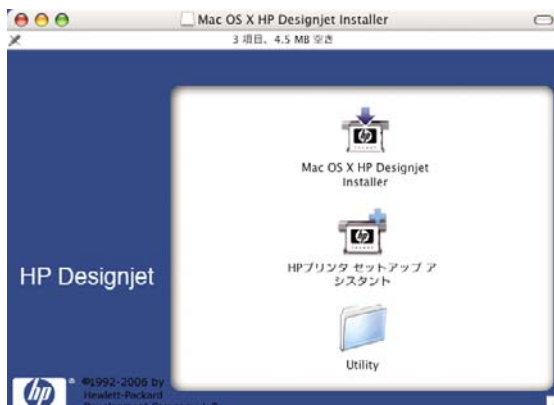 Mac OS X HP Designjet Installer
3 項目、4.5 MB 空き
Mac OS X HP Designjet
Installer
HPプリンタ セットアップ ア
シスタント
HP Designjet
Utility
hp
©1992-2006 by
Hewlett-Packard